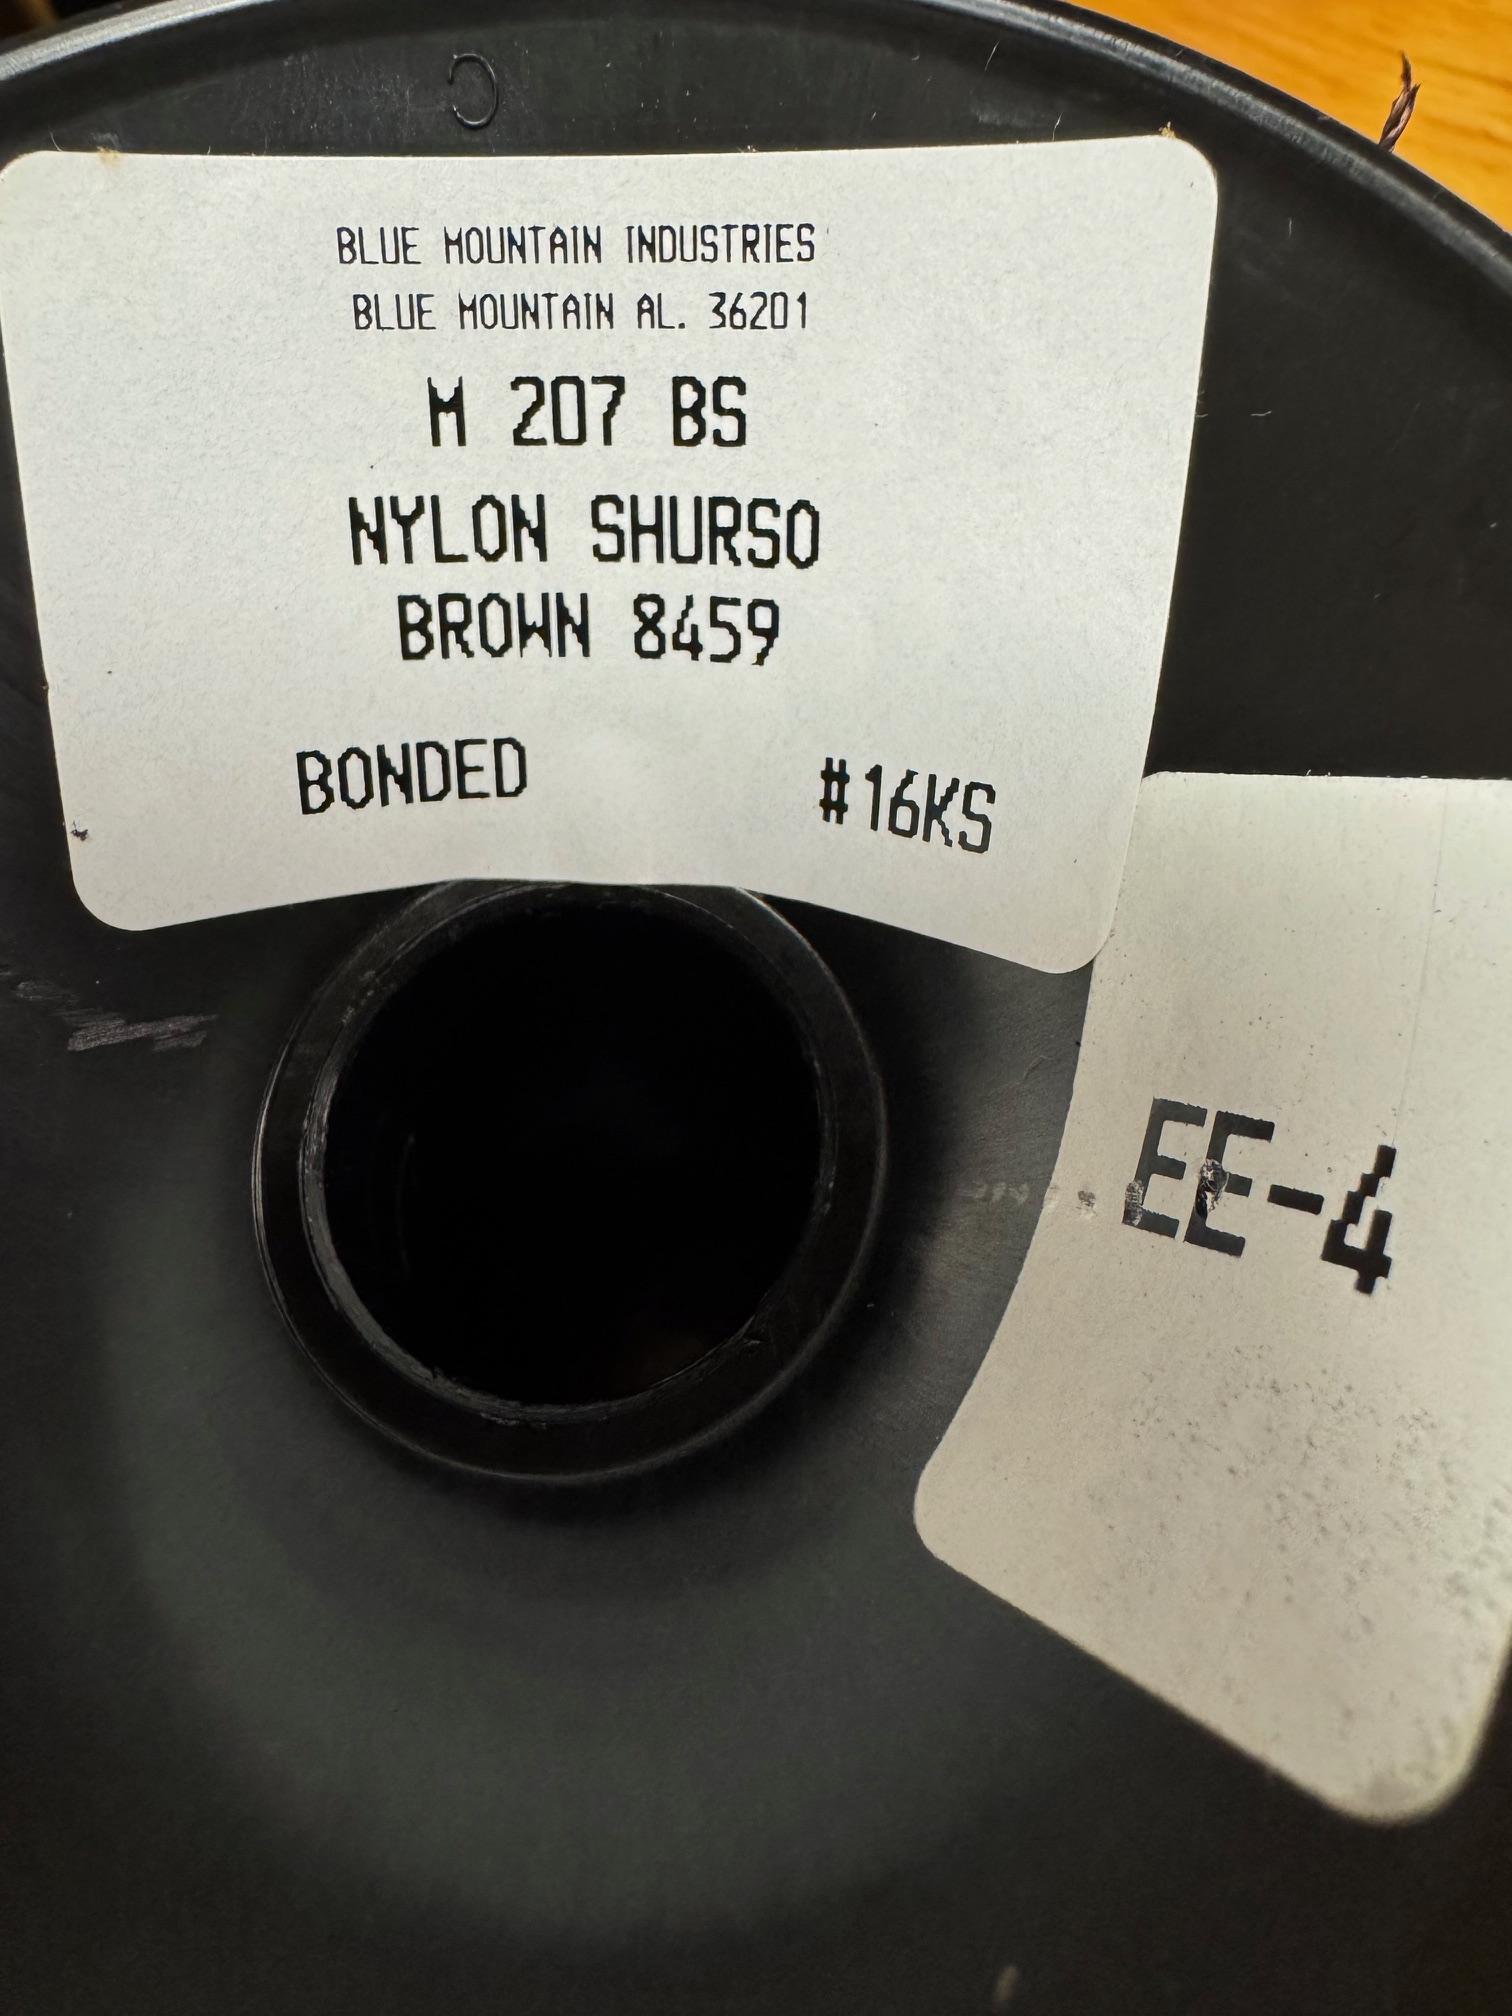 BLUE MOUNTAIN INDUSTRIES
BLUE MOUNTAIN AL. 36201
M 207 BS
NYLON SHURSO
BROWN 8459
BONDED #16KS
EE-4